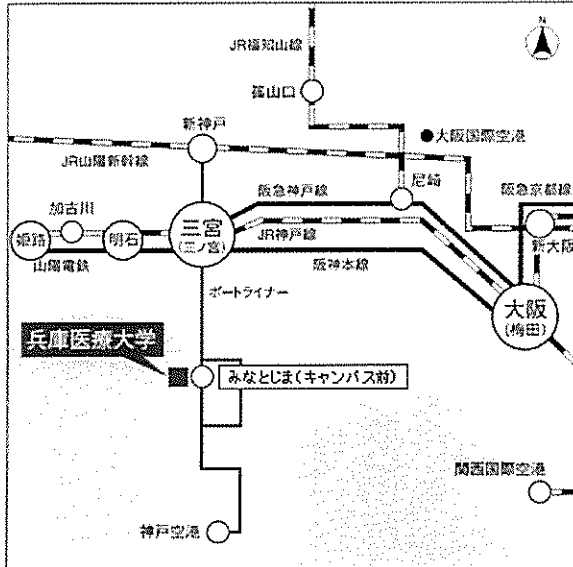 N
JR福知山線
篠山口
新神戸
大阪国際空港
JR山陽新幹線
尼崎
阪急神戸線
阪急京都線
加古川
三宮
(三ノ宮)
JR神戸線
姫路
明石
新大阪
山陽電鉄
阪神本線
大阪
(梅田)
ポートライナー
兵庫医療大学
みなとじま(キャンパス前)
関西国際空港
神戸空港